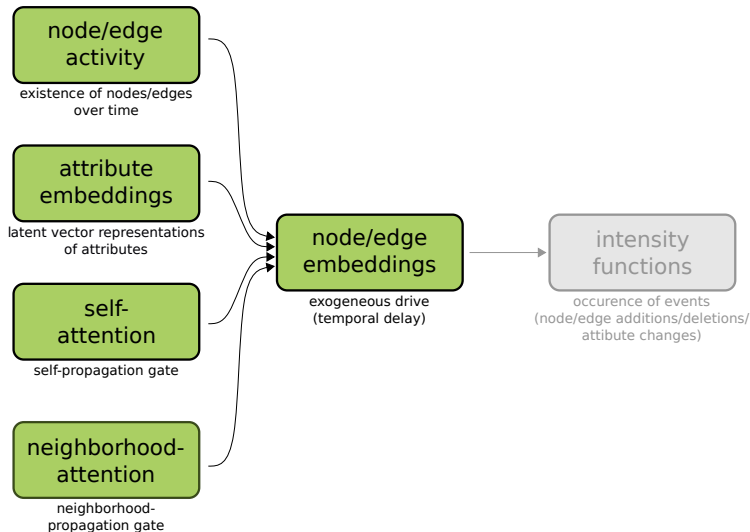 node/edge
activity
existence of nodes/edges
over time
attribute
embeddings
latent vector representations
of attributes
self-
attention
self-propagation gate
neighborhood-
attention
neighborhood-
propagation gate
node/edge
embeddings
exogeneous drive
(temporal delay)
intensity
functions
occurence of events
(node/edge additions/deletions/
attibute changes)